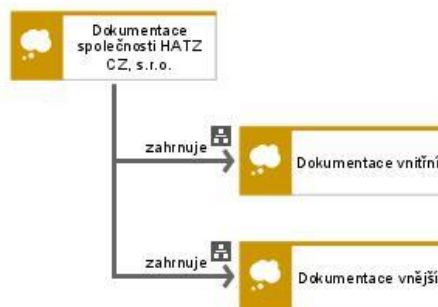 Dokumentace
společnosti HATZ
CZ, s.r.o.
zahrnuje
Dokumentace vnitřní
zahrnuje
Dokumentace vnější